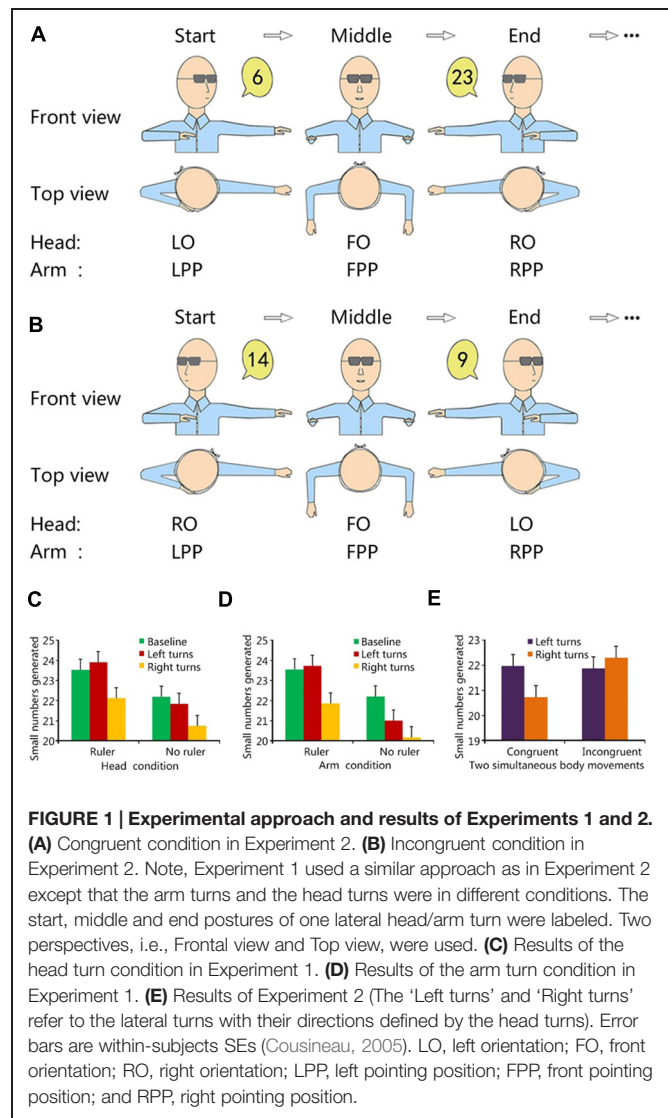 A
Start Middle End ...
6 23
Front view
Top view
Head: LO FO RO
Arm : LPP FPP RPP
Start Middle End ...
B
14 9
Front view
Top view
Head: RO FO LO
Arm : LPP FPP RPP
C D E
Small numbers generated
25
24
23
22
21
20
Baseline
Left turns
Right turns
Ruler No ruler
Head condition
Small numbers generated
25
24
23
22
21
20
Baseline
Left turns
Right turns
Ruler No ruler
Arm condition
Small numbers generated
23
22
21
20
19
Left turns
Right turns
Congruent Incongruent
Two simultaneous body movements
FIGURE 1 | Experimental approach and results of Experiments 1 and 2.
(A) Congruent condition in Experiment 2. (B) Incongruent condition in
Experiment 2. Note, Experiment 1 used a similar approach as in Experiment 2
except that the arm turns and the head turns were in different conditions. The
start, middle and end postures of one lateral head/arm turn were labeled. Two
perspectives, i.e., Frontal view and Top view, were used. (C) Results of the
head turn condition in Experiment 1. (D) Results of the arm turn condition in
Experiment 1. (E) Results of Experiment 2 (The ‘Left turns’ and ‘Right turns’
refer to the lateral turns with their directions defined by the head turns). Error
bars are within-subjects SEs (Cousineau, 2005). LO, left orientation; FO, front
orientation; RO, right orientation; LPP, left pointing position; FPP, front pointing
position; and RPP, right pointing position.